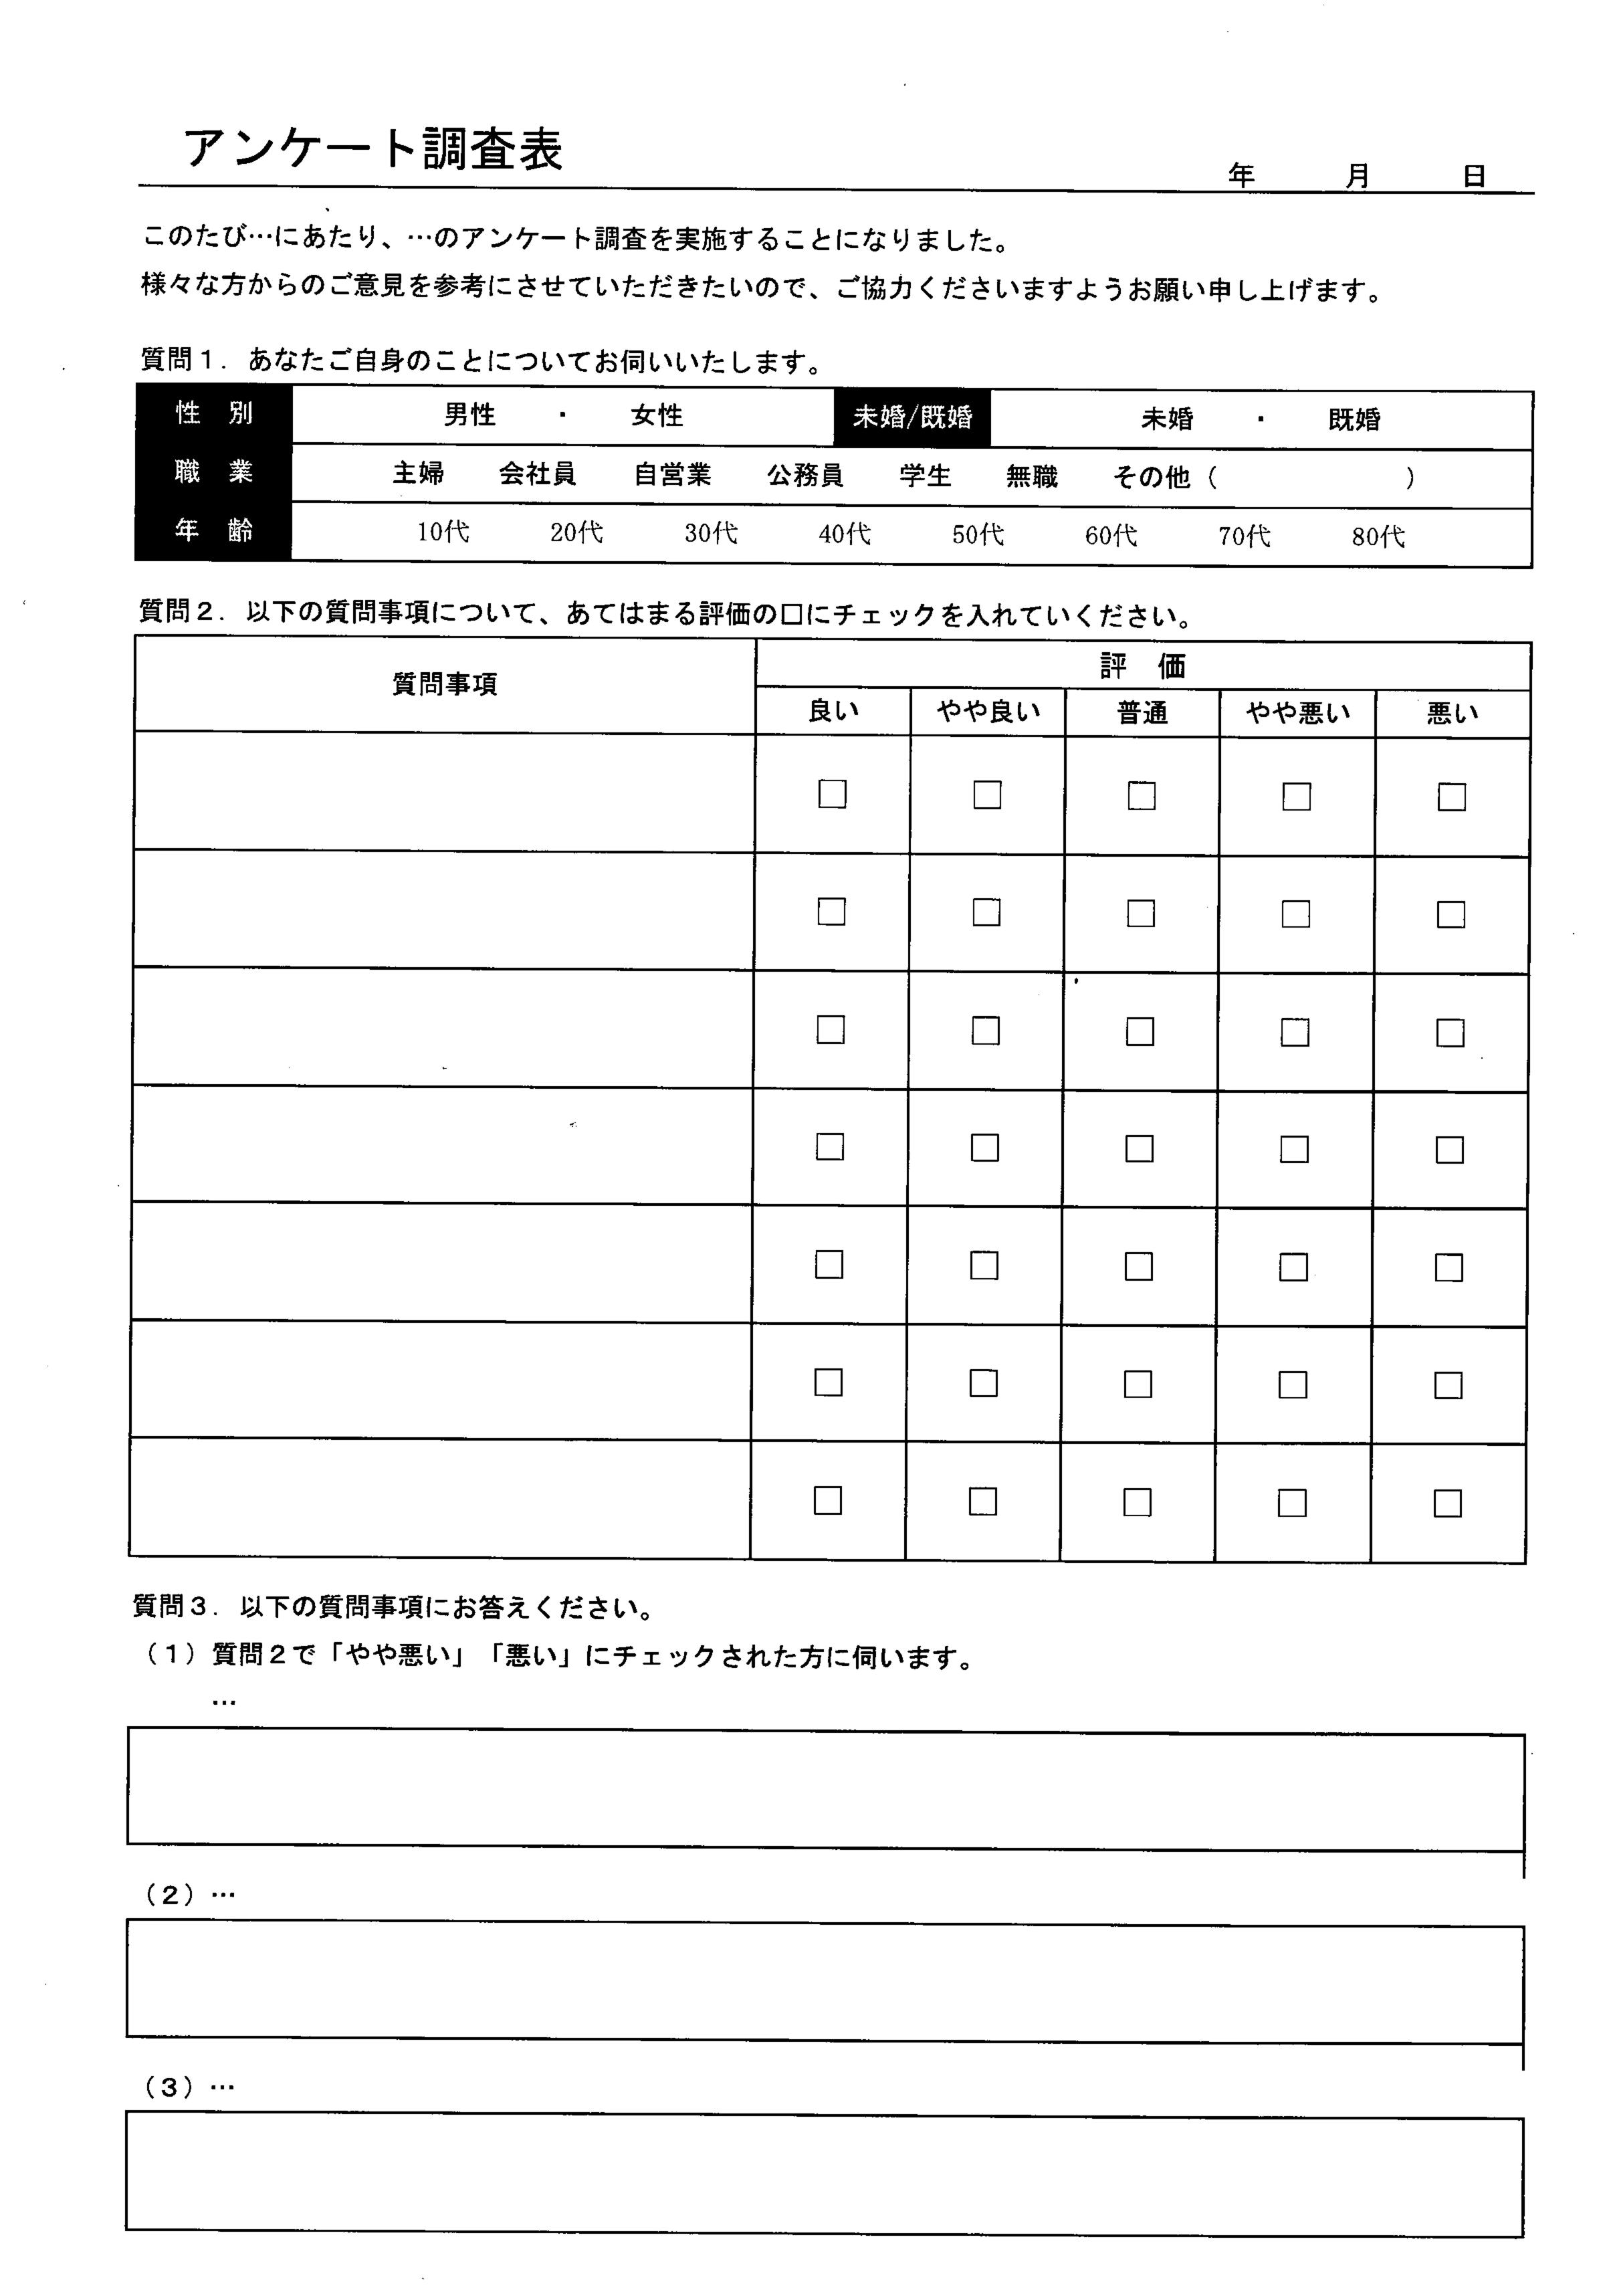 アンケート調査表
年 月 日
このたび…にあたり、…のアンケート調査を実施することになりました。
様々な方からのご意見を参考にさせていただきたいので、ご協力くださいますようお願い申し上げます。
質問１．あなたご自身のことについてお伺いいたします。
性 別 男性 ・ 女性 未婚/既婚 未婚 ・ 既婚
職 業 主婦 会社員 自営業 公務員 学生 無職 その他（ ）
年 齢 10代 20代 30代 40代 50代 60代 70代 80代
質問２．以下の質問事項について、あてはまる評価の□にチェックを入れていください。
質問事項 評 価
良い やや良い 普通 やや悪い 悪い
□ □ □ □ □
□ □ □ □ □
□ □ □ □ □
□ □ □ □ □
□ □ □ □ □
□ □ □ □ □
□ □ □ □ □
質問３．以下の質問事項にお答えください。
（１）質問２で「やや悪い」「悪い」にチェックされた方に伺います。
…
（２）…
（３）…